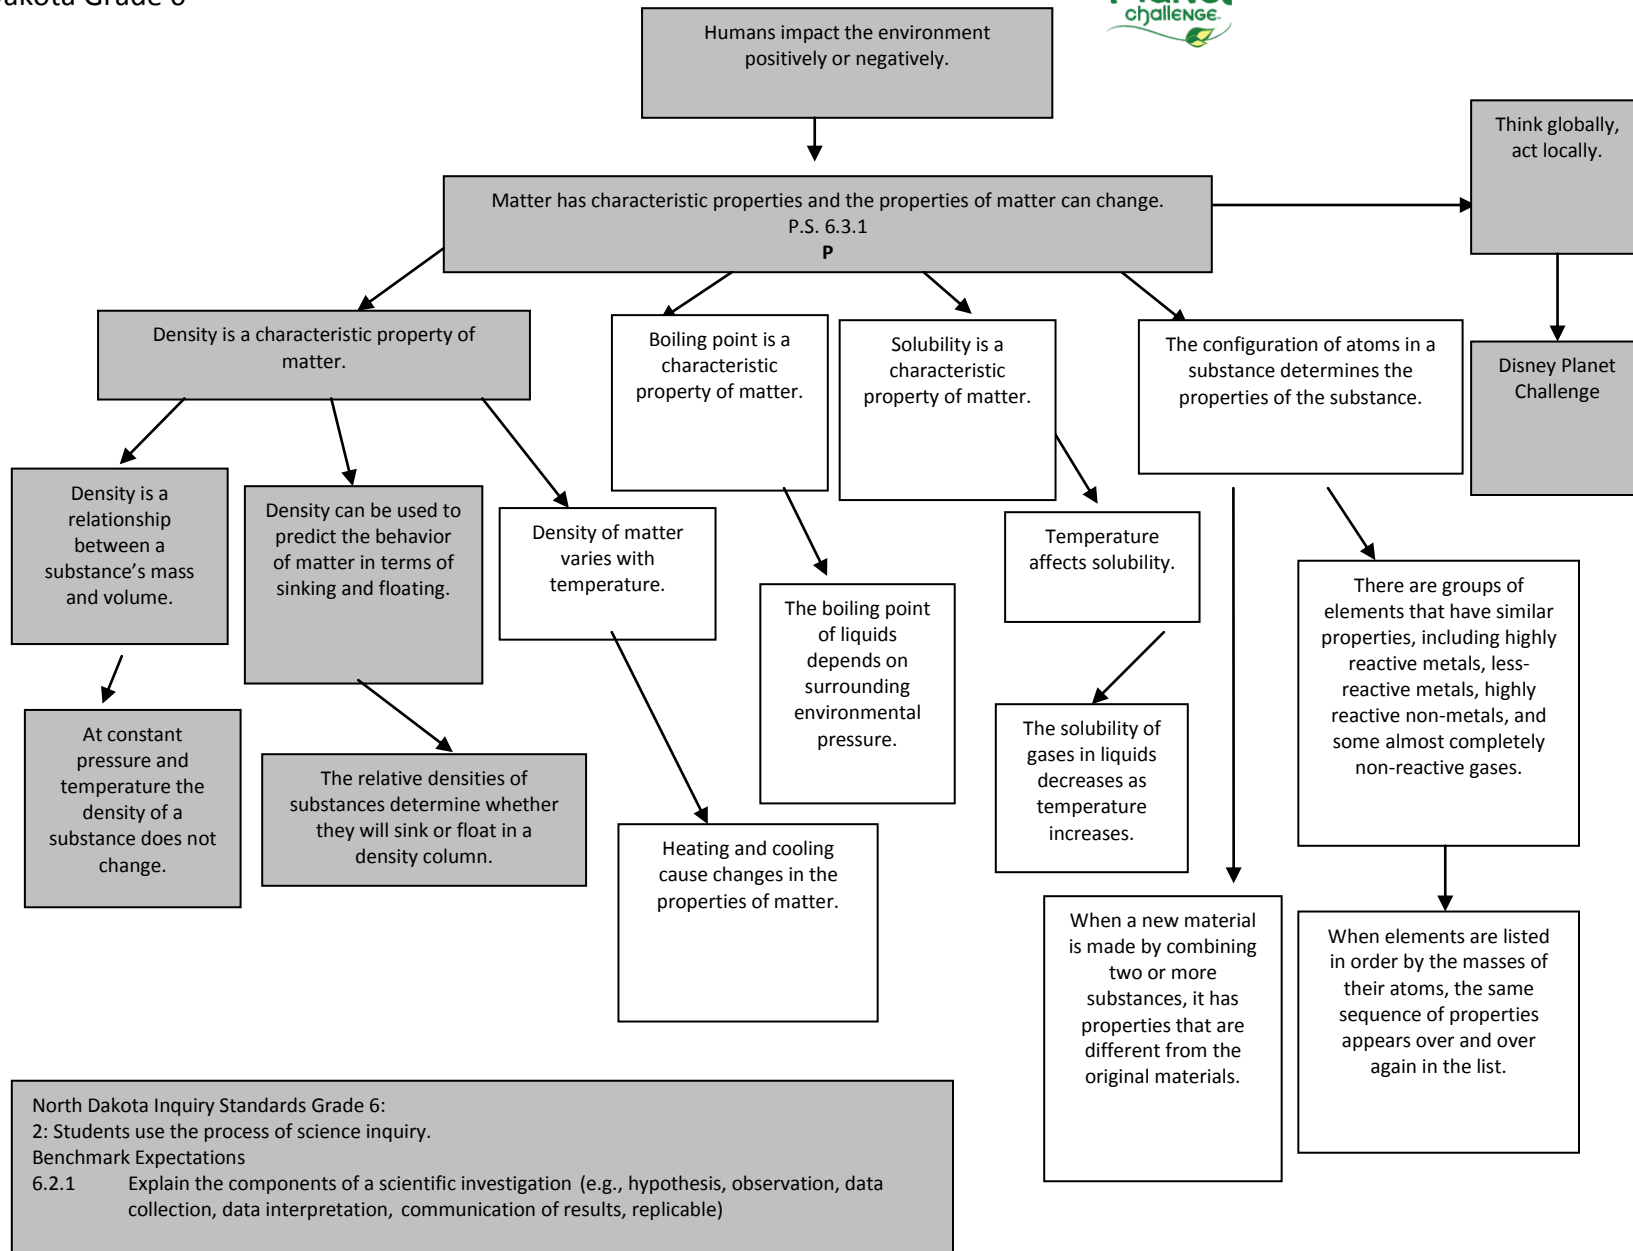 Dakota Grade 6
Planet
challenge
Humans impact the environment
positively or negatively.
Think globally,
act locally.
Matter has characteristic properties and the properties of matter can change.
P.S. 6.3.1
P
Density is a characteristic property of
matter.
Boiling point is a
characteristic
property of matter.
Solubility is a
characteristic
property of matter.
The configuration of atoms in a
substance determines the
properties of the substance.
Disney Planet
Challenge
Density is a
relationship
between a
substance’s mass
and volume.
Density can be used to
predict the behavior
of matter in terms of
sinking and floating.
Density of matter
varies with
temperature.
Temperature
affects solubility.
The boiling point
of liquids
depends on
surrounding
environmental
pressure.
There are groups of
elements that have similar
properties, including highly
reactive metals, less-
reactive metals, highly
reactive non-metals, and
some almost completely
non-reactive gases.
At constant
pressure and
temperature the
density of a
substance does not
change.
The relative densities of
substances determine whether
they will sink or float in a
density column.
The solubility of
gases in liquids
decreases as
temperature
increases.
Heating and cooling
cause changes in the
properties of matter.
When a new material
is made by combining
two or more
substances, it has
properties that are
different from the
original materials.
When elements are listed
in order by the masses of
their atoms, the same
sequence of properties
appears over and over
again in the list.
North Dakota Inquiry Standards Grade 6:
2: Students use the process of science inquiry.
Benchmark Expectations
6.2.1 Explain the components of a scientific investigation (e.g., hypothesis, observation, data
collection, data interpretation, communication of results, replicable)